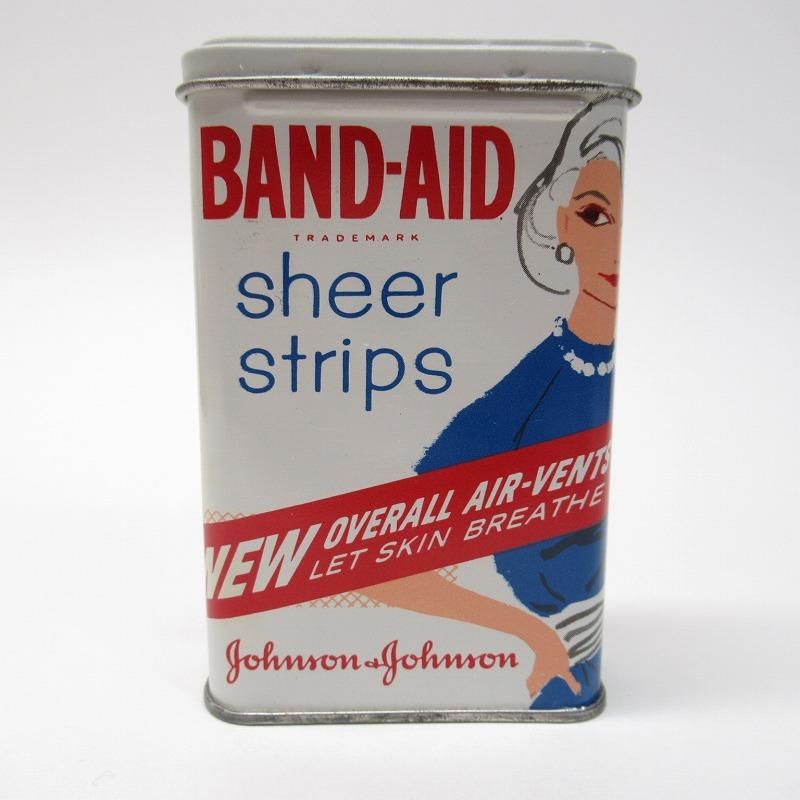 BAND-AID
TRADEMARK
sheer
strips
NEW OVERALL AIR-VENTS
LET SKIN BREATHE
Johnson & Johnson